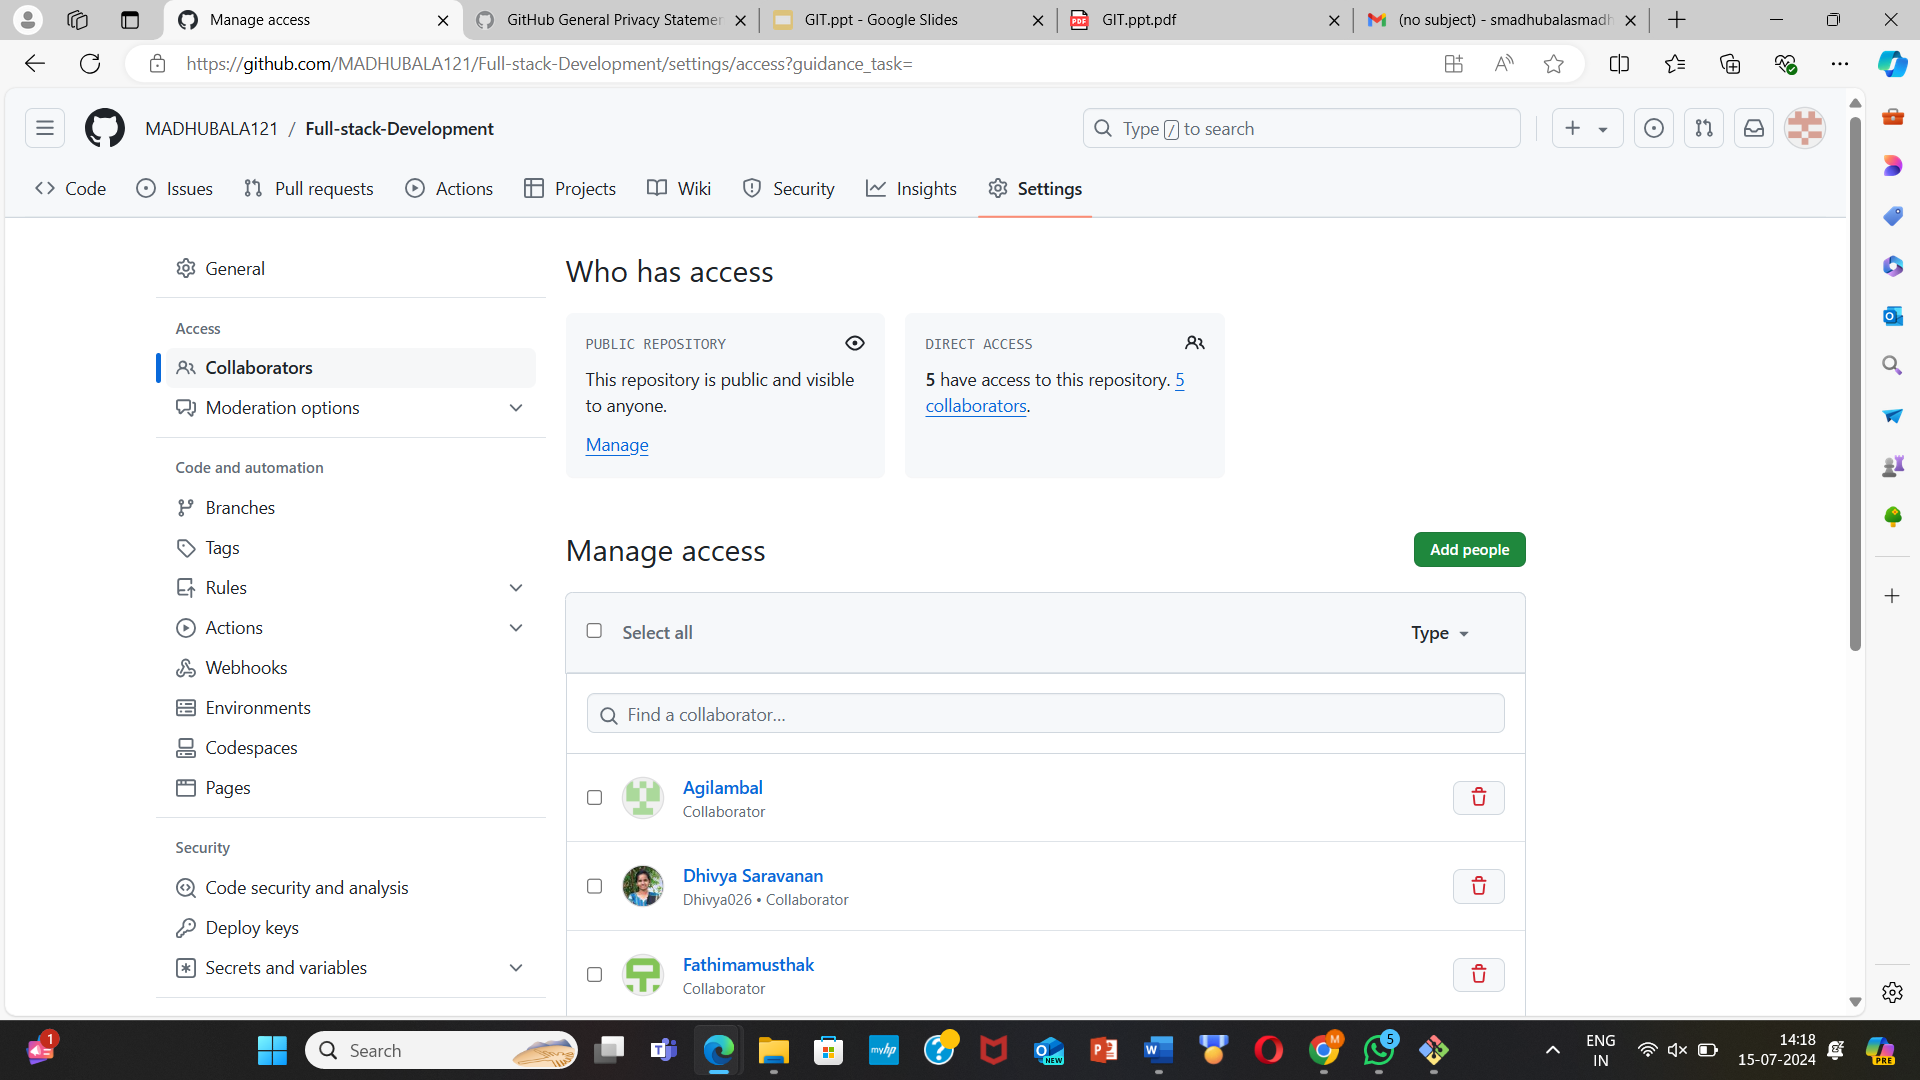 Manage access
GitHub General Privacy Statemen
GIT.ppt - Google Slides
GIT.ppt.pdf
(no subject) - smadhubalasmadh
https://github.com/MADHUBALA121/Full-stack-Development/settings/access?guidance_task=
MADHUBALA121 / Full-stack-Development
Type / to search
Code
Issues
Pull requests
Actions
Projects
Wiki
Security
Insights
Settings
General
Access
Collaborators
Moderation options
Code and automation
Branches
Tags
Rules
Actions
Webhooks
Environments
Codespaces
Pages
Security
Code security and analysis
Deploy keys
Secrets and variables
Who has access
PUBLIC REPOSITORY
This repository is public and visible
to anyone.
Manage
DIRECT ACCESS
5 have access to this repository. 5
collaborators.
Manage access
Add people
Select all
Type
Find a collaborator...
Agilambal
Collaborator
Dhivya Saravanan
Dhivya026 • Collaborator
Fathimamusthak
Collaborator
1
Search
myhp
NEW
M
5
ENG
IN
14:18
15-07-2024
PRE